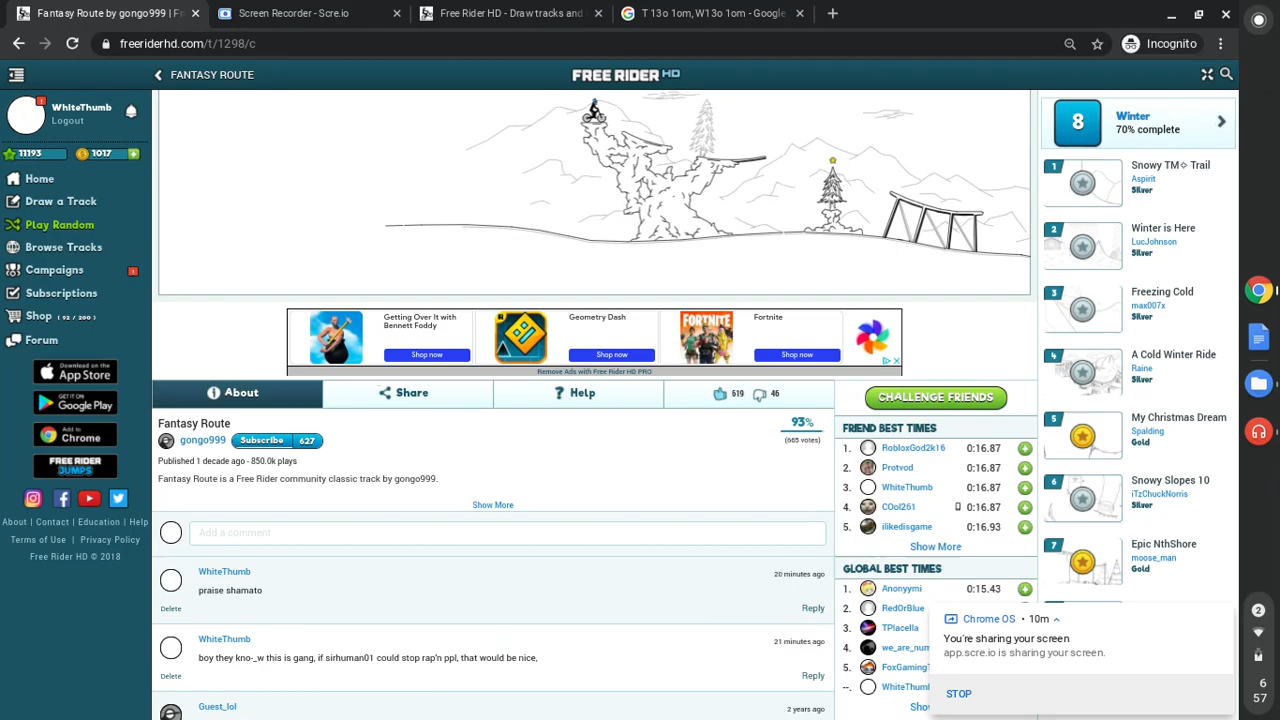 Fantasy Route | F
Screen Recorder - Scre.io
Free Rider HD - Draw tracks and
T 13o 1om, W13o 1om - Google
freeriderhd.com/t/1298/c
Incognito
FANTASY ROUTE
FREE RIDER HD
WhiteThumb
Logout
11193
1017
Home
Draw a Track
Play Random
Browse Tracks
Campaigns
Subscriptions
Shop ( 92 / 200 )
Forum
Download on the
App Store
GET IT ON
Google Play
Add to
Chrome
FREE RIDER
JUMPS
About | Contact | Education | Help
Terms of Use | Privacy Policy
Free Rider HD © 2018
Getting Over It with
Bennett Foddy
Shop now
Geometry Dash
Shop now
FORTNITE
Fortnite
Shop now
Remove Ads with Free Rider HD PRO
About
Share
Help
619
46
Fantasy Route
gongo999
Subscribe 627
93%
(665 votes)
Published 1 decade ago - 850.0k plays
Fantasy Route is a Free Rider community classic track by gongo999.
Show More
Add a comment
WhiteThumb
20 minutes ago
praise shamato
Delete
Reply
WhiteThumb
21 minutes ago
boy they kno-_w this is gang, if sirhuman01 could stop rap'n ppl, that would be nice,
Delete
Reply
Guest_lol
2 years ago
CHALLENGE FRIENDS
FRIEND BEST TIMES
1. RobloxGod2k16 0:16.87
2. Protvod 0:16.87
3. WhiteThumb 0:16.87
4. COol261 0:16.87
5. ilikedisgame 0:16.93
Show More
GLOBAL BEST TIMES
1. Anonyymi 0:15.43
2. RedOrBlue
3. TPlacella
4. we_are_num
5. FoxGamingT
--. WhiteThumb
Show
8
Winter
70% complete
1
Snowy TM✧ Trail
Aspirit
Silver
2
Winter is Here
LucJohnson
Silver
3
Freezing Cold
max007x
Silver
4
A Cold Winter Ride
Raine
Silver
5
My Christmas Dream
Spalding
Gold
6
Snowy Slopes 10
iTzChuckNorris
Silver
7
Epic NthShore
moose_man
Gold
Chrome OS • 10m
You're sharing your screen
app.scre.io is sharing your screen.
STOP
2
6
57